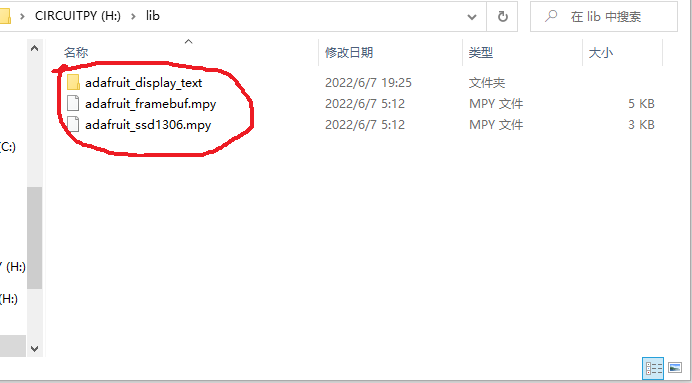 CIRCUITPY (H:) > lib
在 lib 中搜索
名称 修改日期 类型 大小
adafruit_display_text 2022/6/7 19:25 文件夹
adafruit_framebuf.mpy 2022/6/7 5:12 MPY 文件 5 KB
adafruit_ssd1306.mpy 2022/6/7 5:12 MPY 文件 3 KB
(C:)
Y (H:)
(H:)